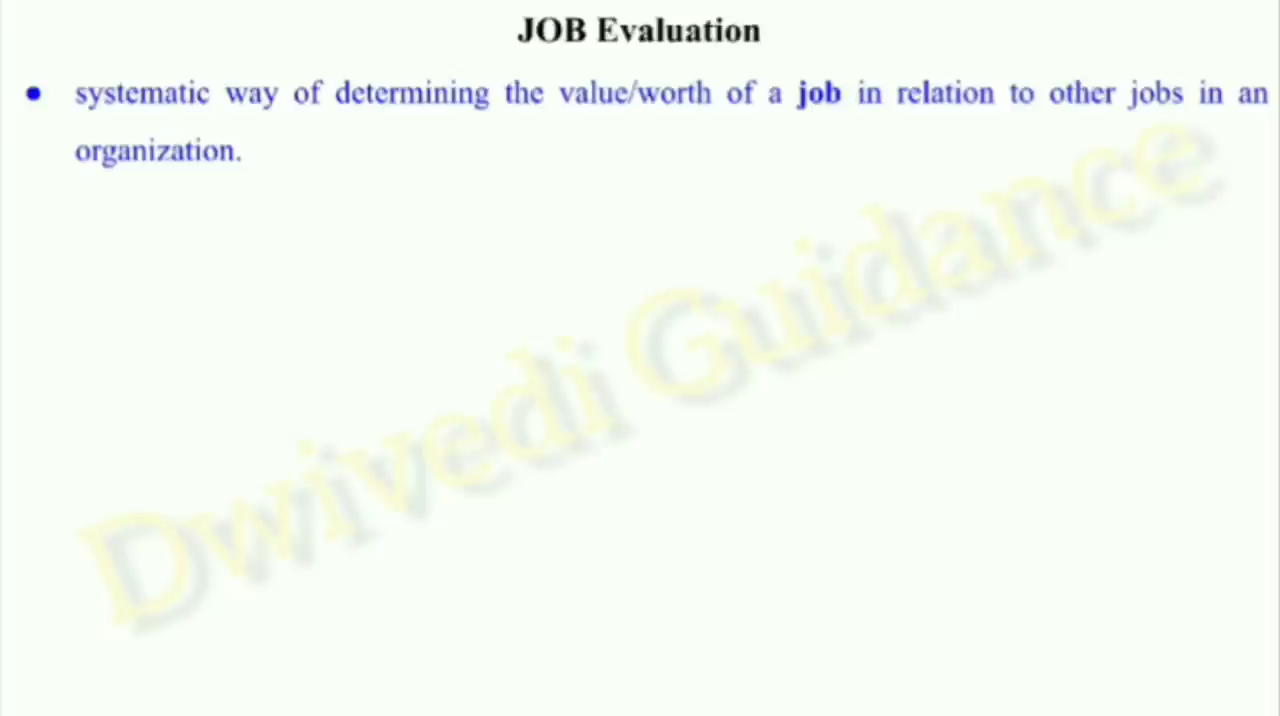 JOB Evaluation
● systematic way of determining the value/worth of a job in relation to other jobs in an
organization.
Dwivedi Guidance